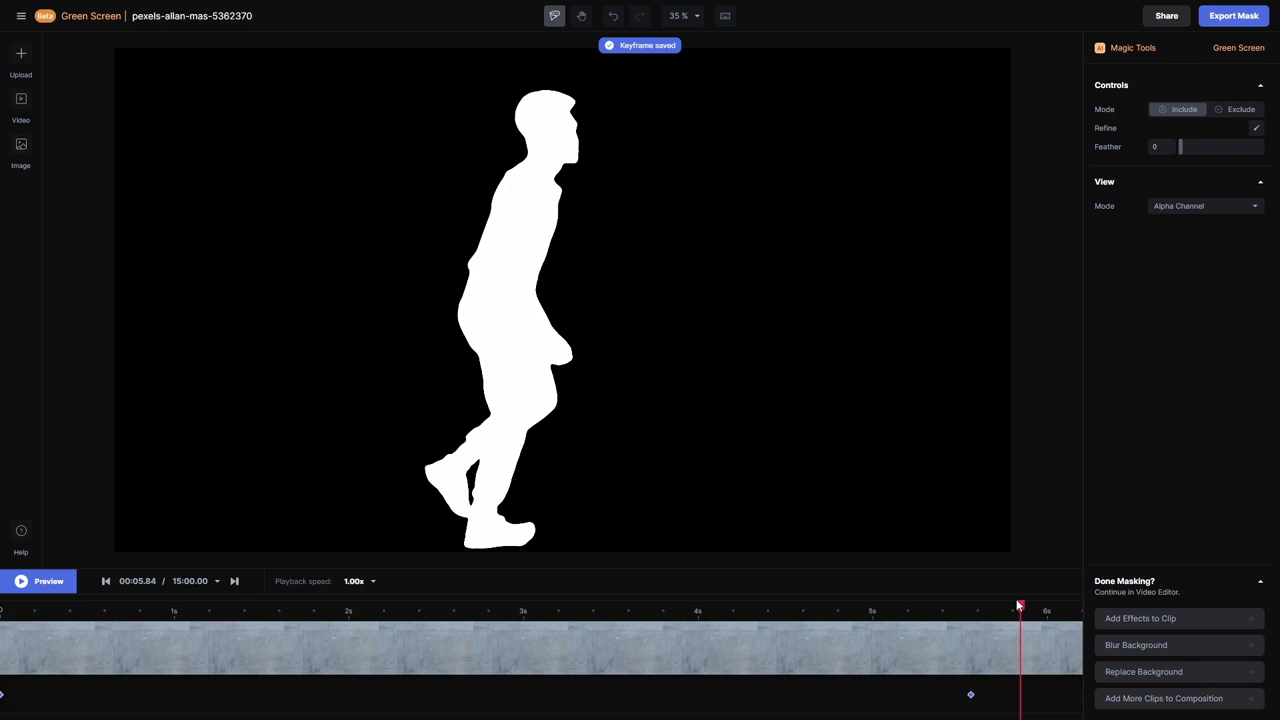 Beta Green Screen | pexels-allan-mas-5362370
35 %
Share
Export Mask
Keyframe saved
Upload
Video
Image
Help
AI Magic Tools
Green Screen
Controls
Mode Include Exclude
Refine
Feather 0
View
Mode Alpha Channel
Preview
00:05.84 / 15:00.00
Playback speed: 1.00x
0 1s 2s 3s 4s 5s 6s
Done Masking?
Continue in Video Editor.
Add Effects to Clip
Blur Background
Replace Background
Add More Clips to Composition